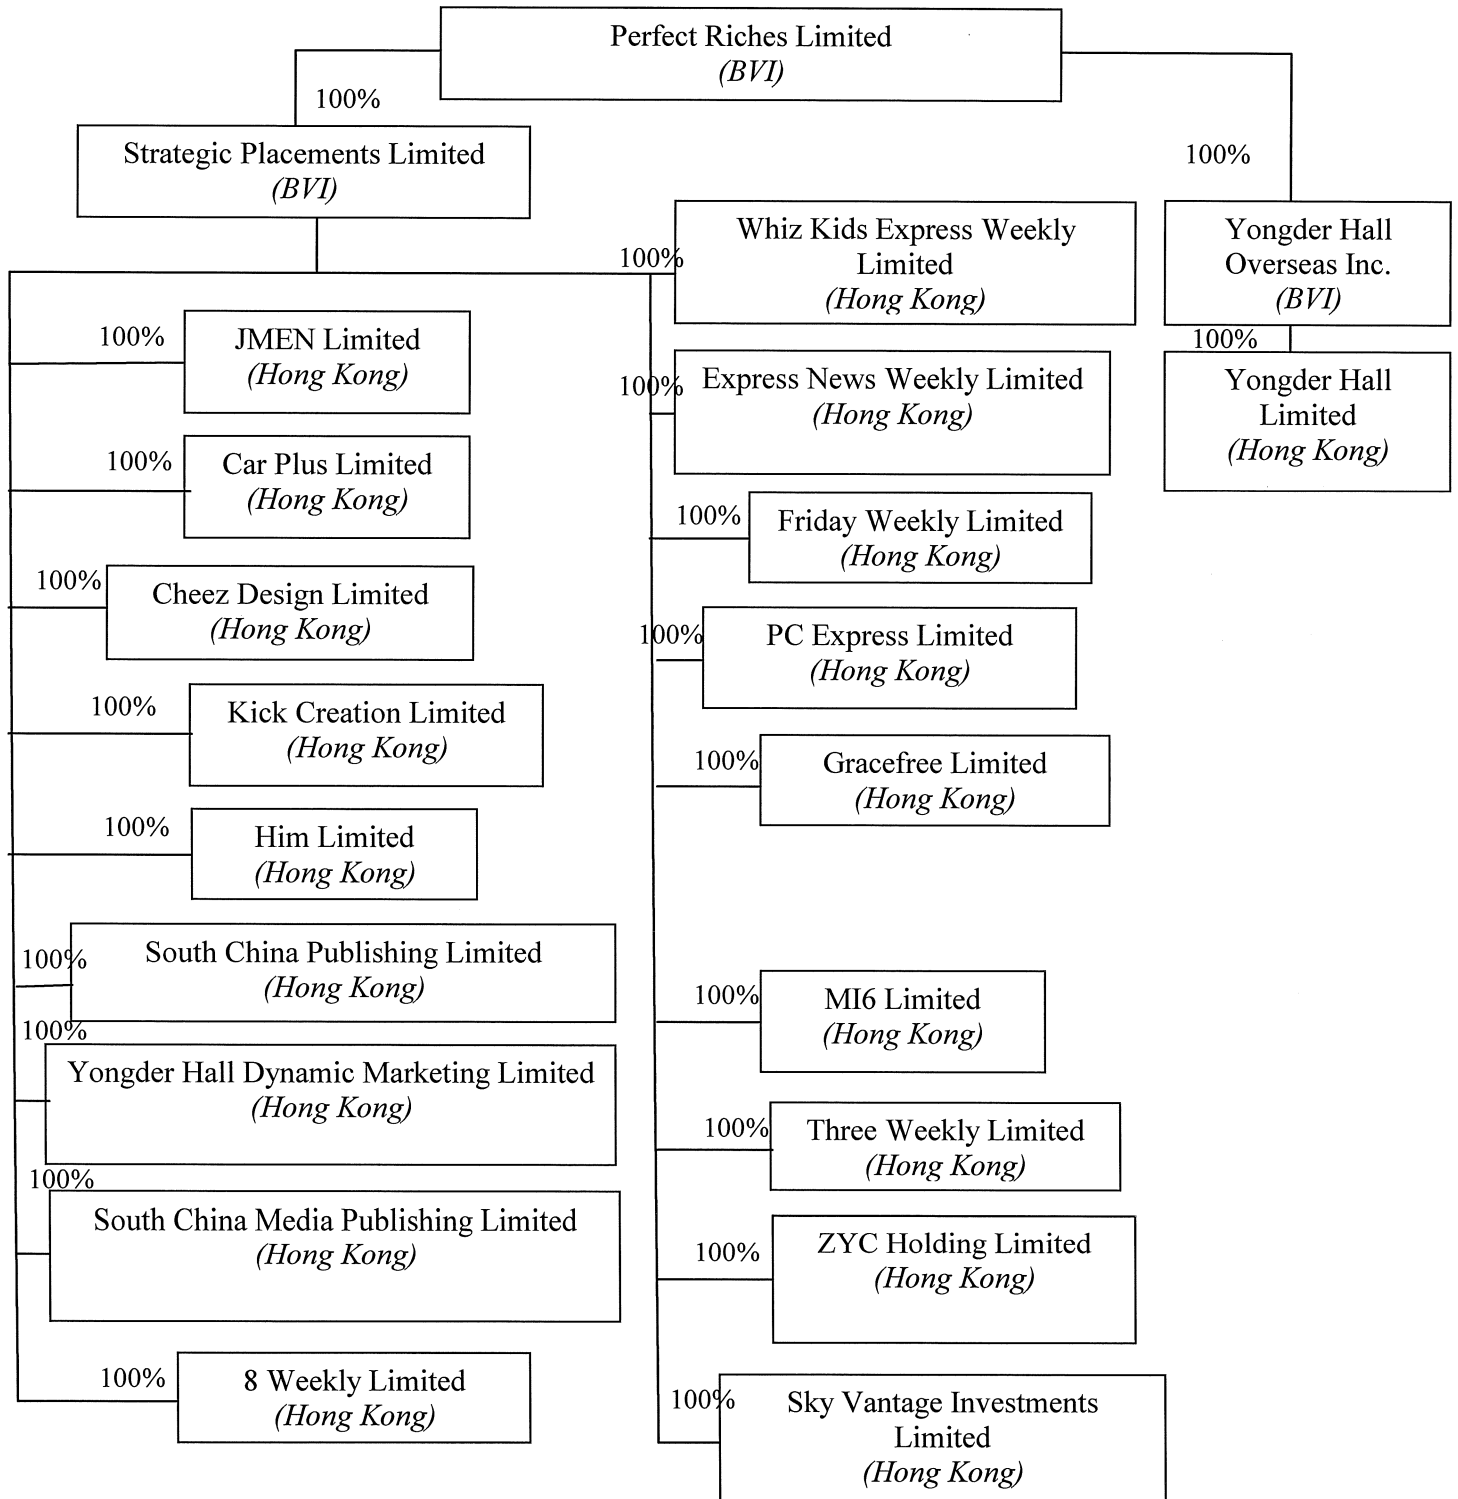 Perfect Riches Limited
(BVI)
100%
Strategic Placements Limited
(BVI)
100%
JMEN Limited
(Hong Kong)
100%
Car Plus Limited
(Hong Kong)
100%
Cheez Design Limited
(Hong Kong)
100%
Kick Creation Limited
(Hong Kong)
100%
Him Limited
(Hong Kong)
100%
South China Publishing Limited
(Hong Kong)
100%
Yongder Hall Dynamic Marketing Limited
(Hong Kong)
100%
South China Media Publishing Limited
(Hong Kong)
100%
8 Weekly Limited
(Hong Kong)
100%
Whiz Kids Express Weekly
Limited
(Hong Kong)
100%
Express News Weekly Limited
(Hong Kong)
100%
Friday Weekly Limited
(Hong Kong)
100%
PC Express Limited
(Hong Kong)
100%
Gracefree Limited
(Hong Kong)
100%
MI6 Limited
(Hong Kong)
100%
Three Weekly Limited
(Hong Kong)
100%
ZYC Holding Limited
(Hong Kong)
100%
Sky Vantage Investments
Limited
(Hong Kong)
100%
Yongder Hall
Overseas Inc.
(BVI)
100%
Yongder Hall
Limited
(Hong Kong)